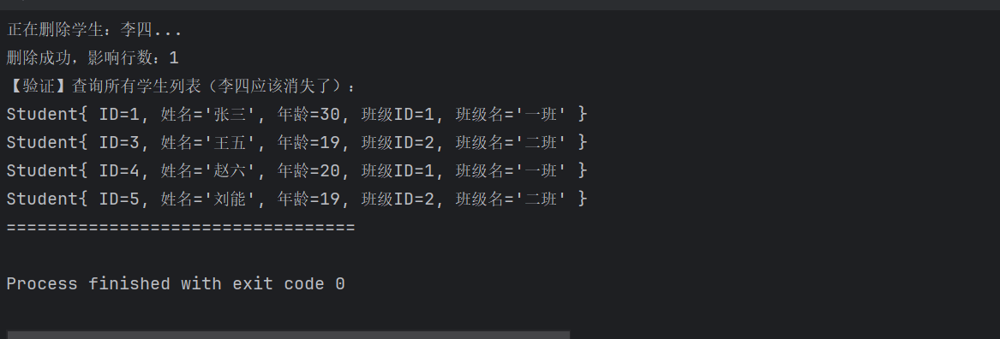 正在删除学生：李四...
删除成功，影响行数：1
【验证】查询所有学生列表（李四应该消失了）：
Student{ ID=1, 姓名='张三', 年龄=30, 班级ID=1, 班级名='一班' }
Student{ ID=3, 姓名='王五', 年龄=19, 班级ID=2, 班级名='二班' }
Student{ ID=4, 姓名='赵六', 年龄=20, 班级ID=1, 班级名='一班' }
Student{ ID=5, 姓名='刘能', 年龄=19, 班级ID=2, 班级名='二班' }
==================================
Process finished with exit code 0